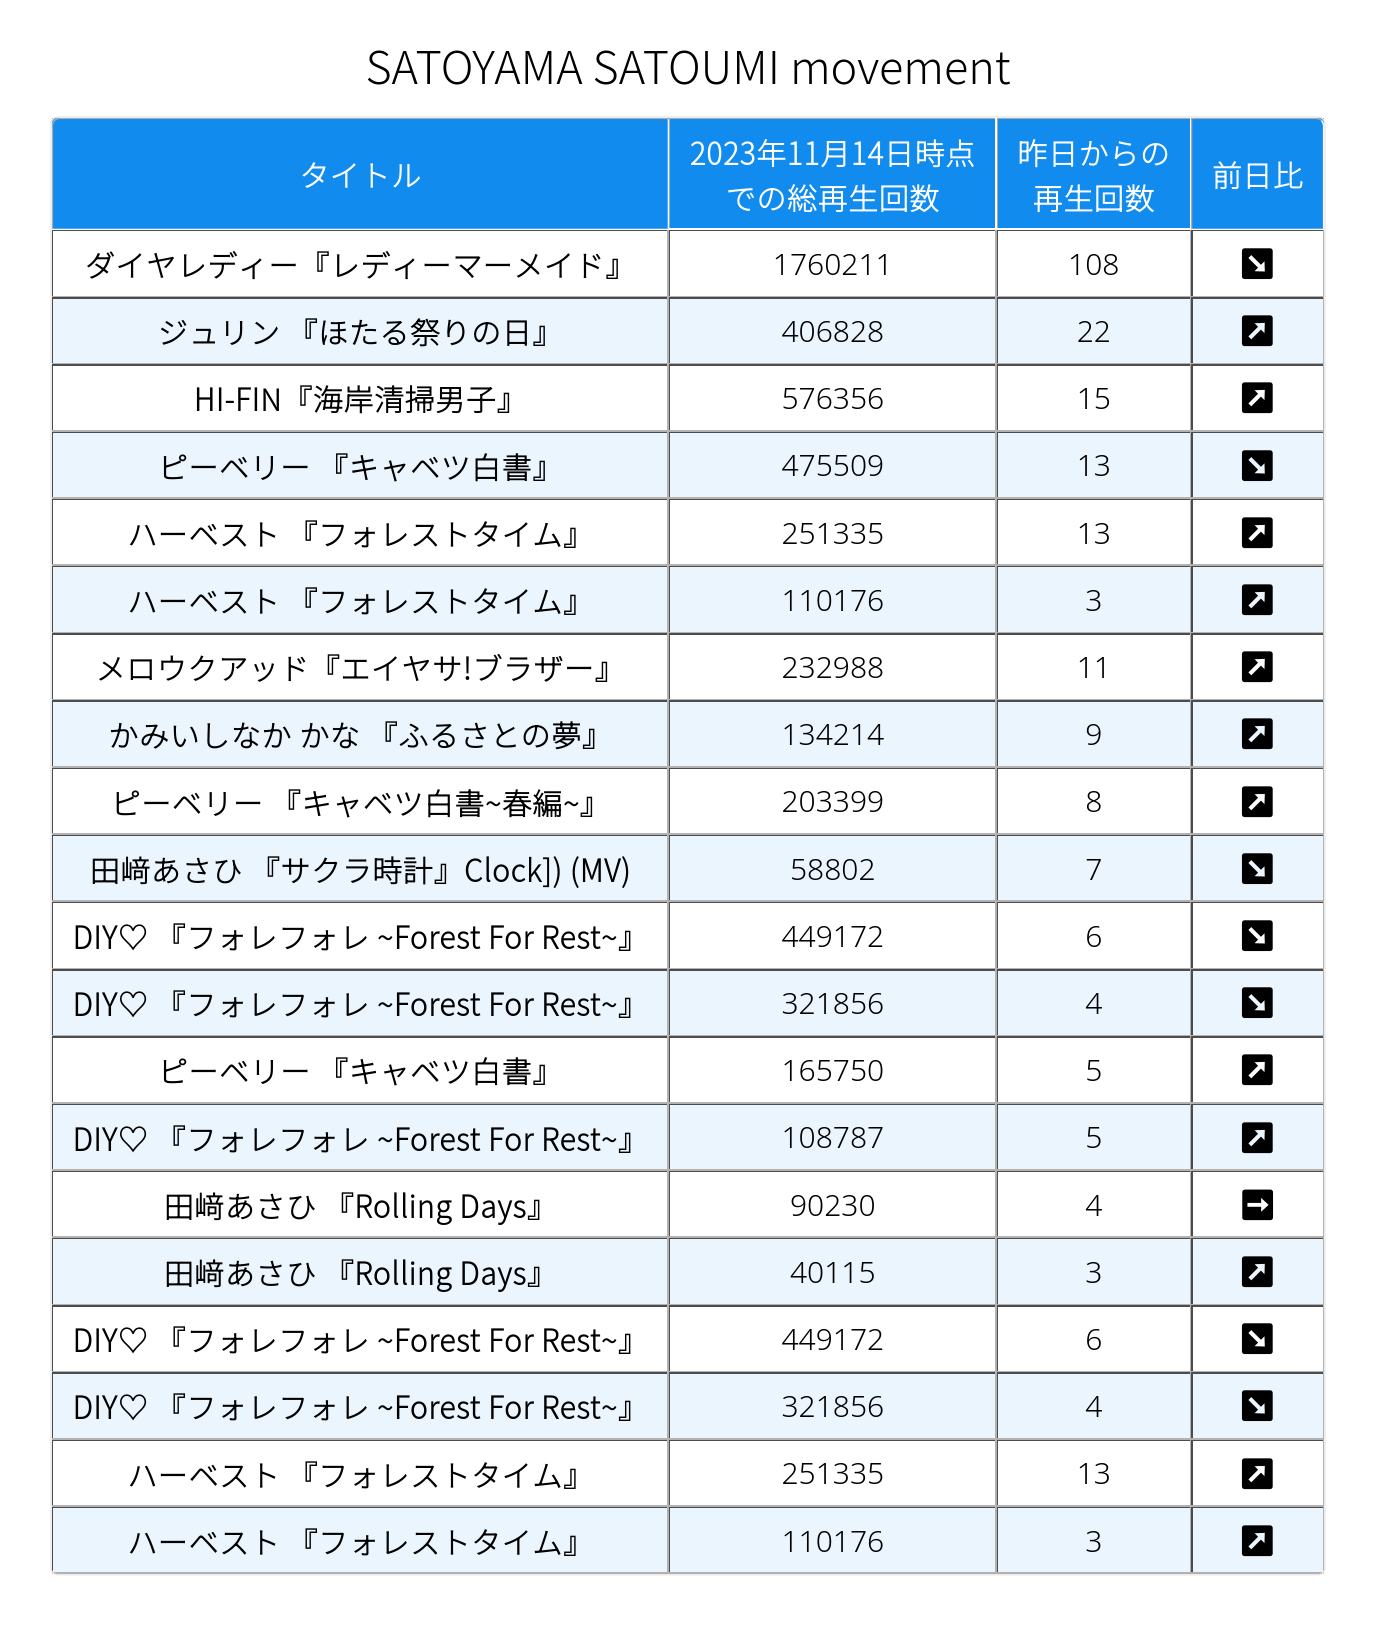 SATOYAMA SATOUMI movement
タイトル 2023年11月14日時点での総再生回数 昨日からの再生回数 前日比
ダイヤレディー『レディーマーメイド』 1760211 108 ↘
ジュリン 『ほたる祭りの日』 406828 22 ↗
HI-FIN『海岸清掃男子』 576356 15 ↗
ピーベリー 『キャベツ白書』 475509 13 ↘
ハーベスト 『フォレストタイム』 251335 13 ↗
ハーベスト 『フォレストタイム』 110176 3 ↗
メロウクアッド『エイヤサ!ブラザー』 232988 11 ↗
かみいしなか かな 『ふるさとの夢』 134214 9 ↗
ピーベリー 『キャベツ白書~春編~』 203399 8 ↗
田﨑あさひ 『サクラ時計』Clock]) (MV) 58802 7 ↘
DIY♡ 『フォレフォレ ~Forest For Rest~』 449172 6 ↘
DIY♡ 『フォレフォレ ~Forest For Rest~』 321856 4 ↘
ピーベリー 『キャベツ白書』 165750 5 ↗
DIY♡ 『フォレフォレ ~Forest For Rest~』 108787 5 ↗
田﨑あさひ 『Rolling Days』 90230 4 →
田﨑あさひ 『Rolling Days』 40115 3 ↗
DIY♡ 『フォレフォレ ~Forest For Rest~』 449172 6 ↘
DIY♡ 『フォレフォレ ~Forest For Rest~』 321856 4 ↘
ハーベスト 『フォレストタイム』 251335 13 ↗
ハーベスト 『フォレストタイム』 110176 3 ↗